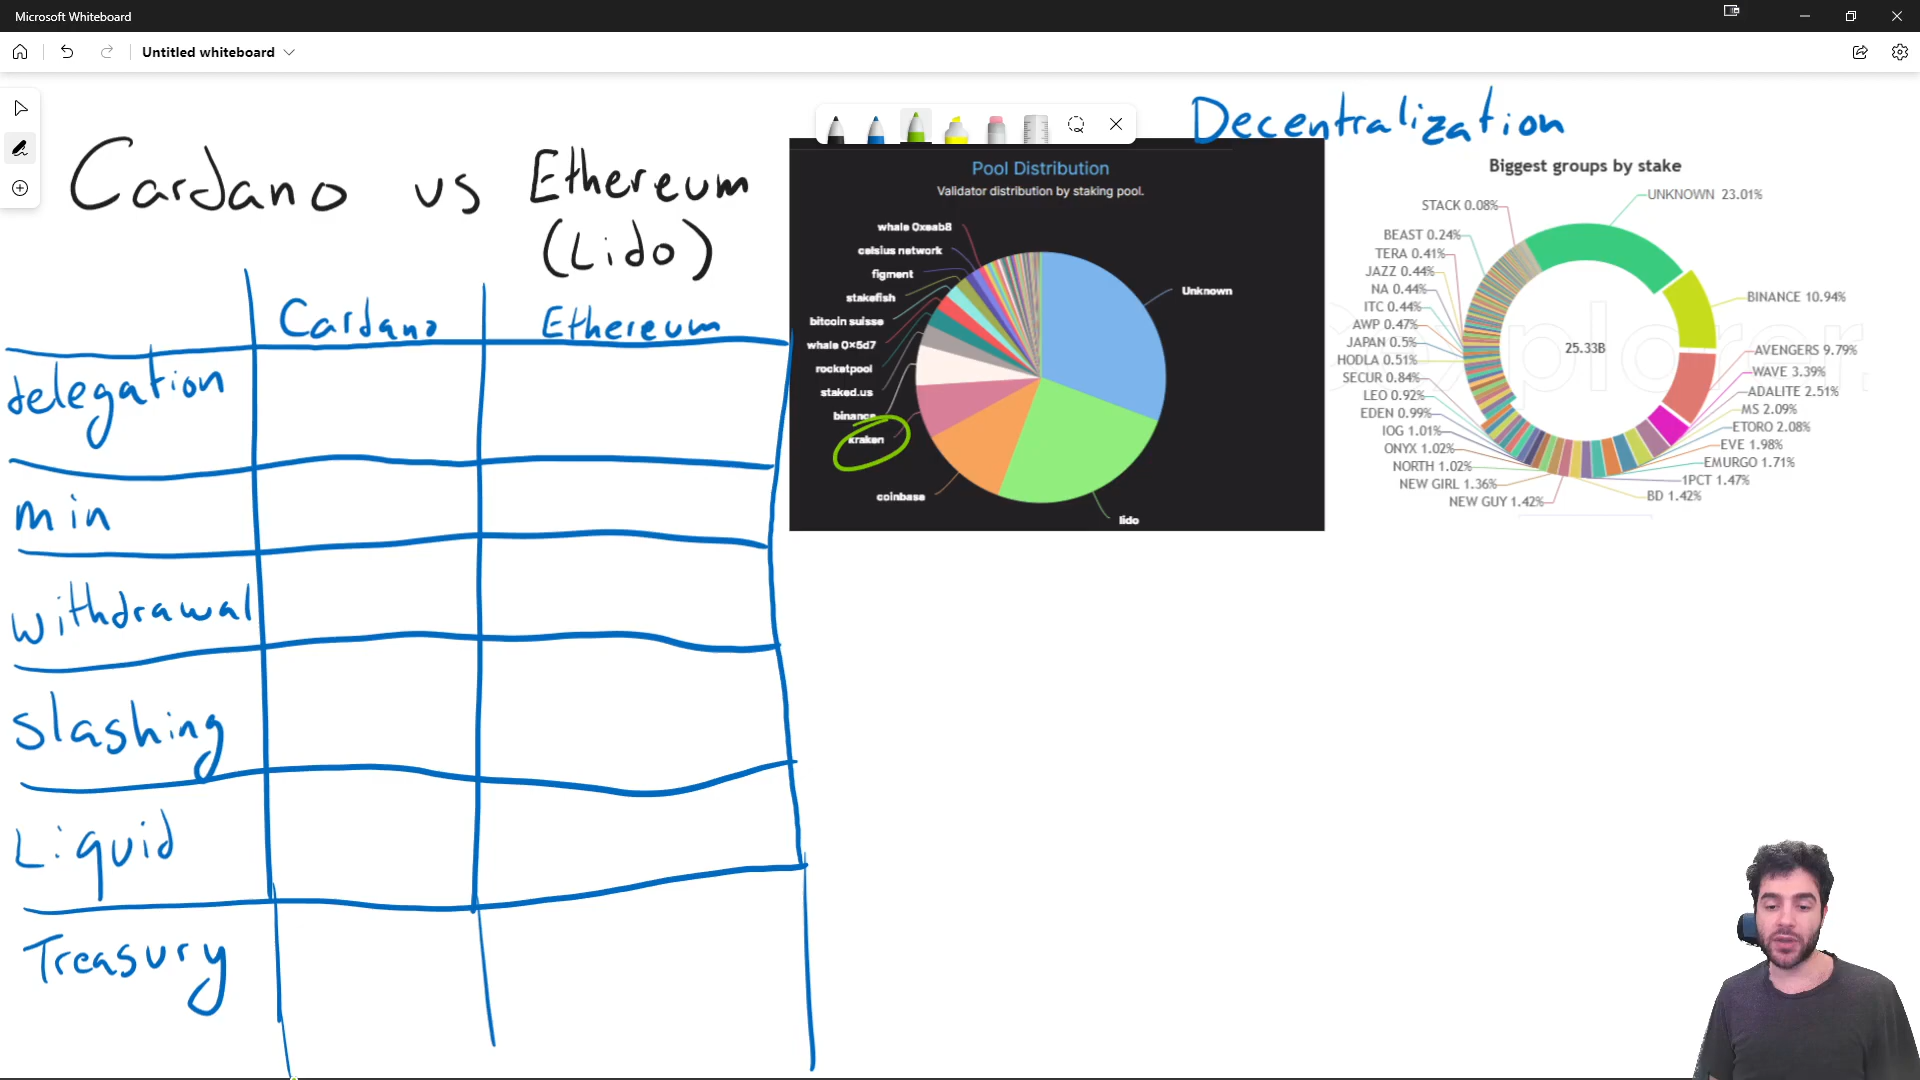 Microsoft Whiteboard
Untitled whiteboard
Cardano vs Ethereum
(Lido)
Cardano
Ethereum
delegation
min
withdrawal
Slashing
Liquid
Treasury
Decentralization
Pool Distribution
Validator distribution by staking pool.
whale 0xeab8
celsius network
figment
stakefish
bitcoin suisse
whale 0x5d7
rocketpool
staked.us
binance
kraken
coinbase
lido
Unknown
Biggest groups by stake
UNKNOWN 23.01%
STACK 0.08%
BEAST 0.24%
TERA 0.41%
JAZZ 0.44%
NA 0.44%
ITC 0.44%
AWP 0.47%
JAPAN 0.5%
HODLA 0.51%
SECUR 0.84%
LEO 0.92%
EDEN 0.99%
IOG 1.01%
ONYX 1.02%
NORTH 1.02%
NEW GIRL 1.36%
NEW GUY 1.42%
BINANCE 10.94%
AVENGERS 9.79%
WAVE 3.39%
ADALITE 2.51%
MS 2.09%
ETORO 2.08%
EVE 1.98%
EMURGO 1.71%
1PCT 1.47%
BD 1.42%
25.33B